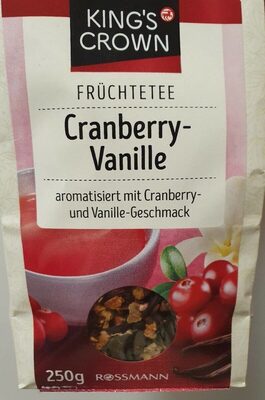 KING'S
CROWN
FRÜCHTETEE
Cranberry-
Vanille
aromatisiert mit Cranberry-
und Vanille-Geschmack
250g ROSSMANN